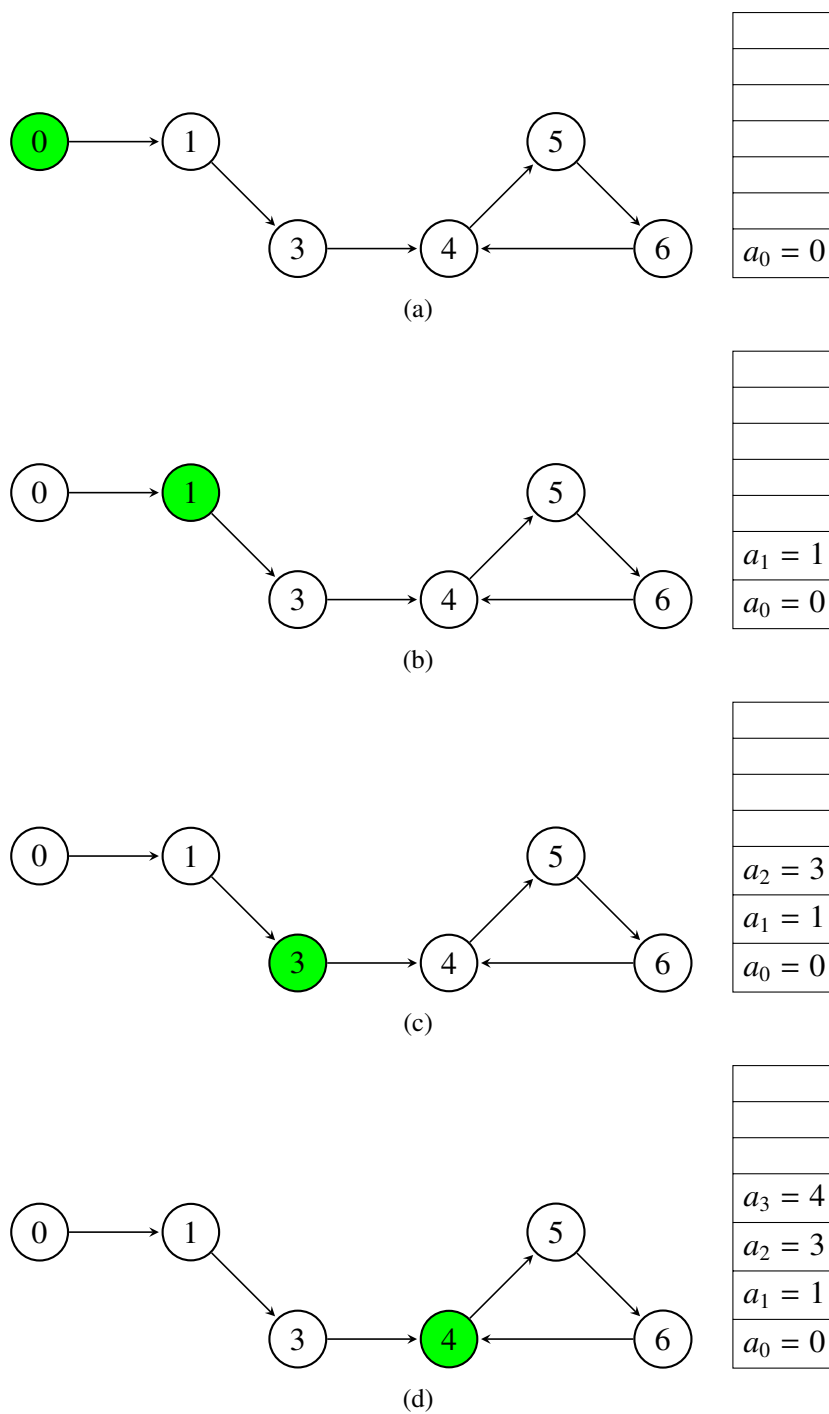 0 1 5
3 4 6
a₀ = 0
(a)
0 1 5
a₁ = 1
3 4 6
a₀ = 0
(b)
0 1 5
a₂ = 3
a₁ = 1
3 4 6
a₀ = 0
(c)
a₃ = 4
0 1 5
a₂ = 3
a₁ = 1
3 4 6
a₀ = 0
(d)